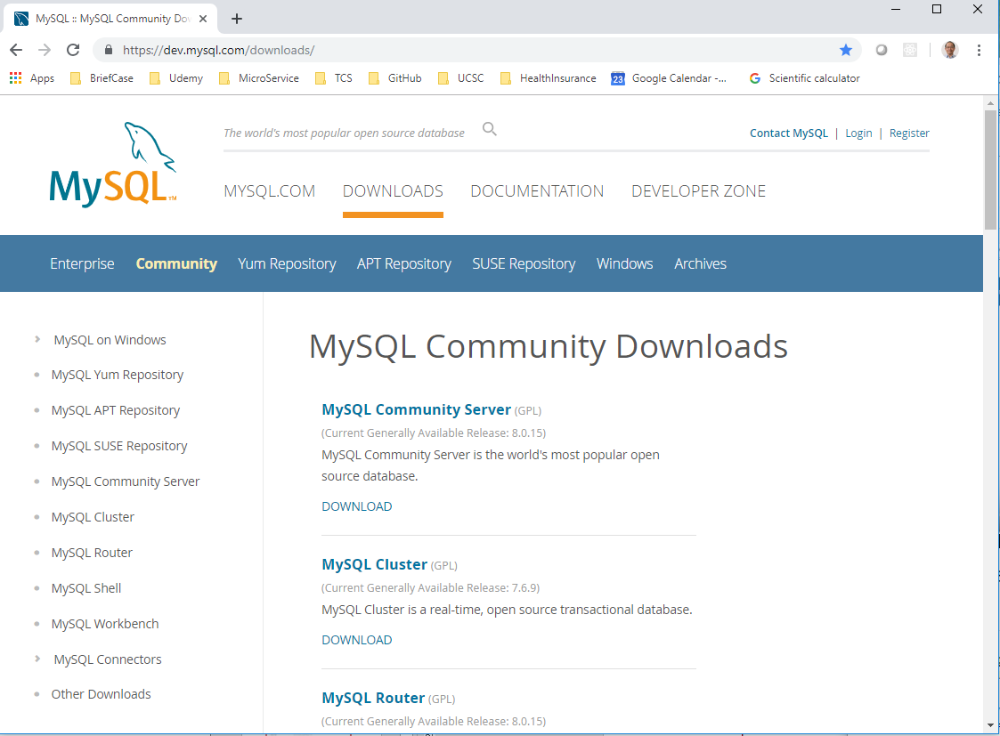 MySQL :: MySQL Community Dov
https://dev.mysql.com/downloads/
Apps BriefCase Udemy MicroService TCS GitHub UCSC HealthInsurance 23 Google Calendar -... G Scientific calculator
The world's most popular open source database
Contact MySQL | Login | Register
MySQL™
MYSQL.COM DOWNLOADS DOCUMENTATION DEVELOPER ZONE
Enterprise Community Yum Repository APT Repository SUSE Repository Windows Archives
MySQL on Windows
MySQL Yum Repository
MySQL APT Repository
MySQL SUSE Repository
MySQL Community Server
MySQL Cluster
MySQL Router
MySQL Shell
MySQL Workbench
MySQL Connectors
Other Downloads
MySQL Community Downloads
MySQL Community Server (GPL)
(Current Generally Available Release: 8.0.15)
MySQL Community Server is the world's most popular open
source database.
DOWNLOAD
MySQL Cluster (GPL)
(Current Generally Available Release: 7.6.9)
MySQL Cluster is a real-time, open source transactional database.
DOWNLOAD
MySQL Router (GPL)
(Current Generally Available Release: 8.0.15)